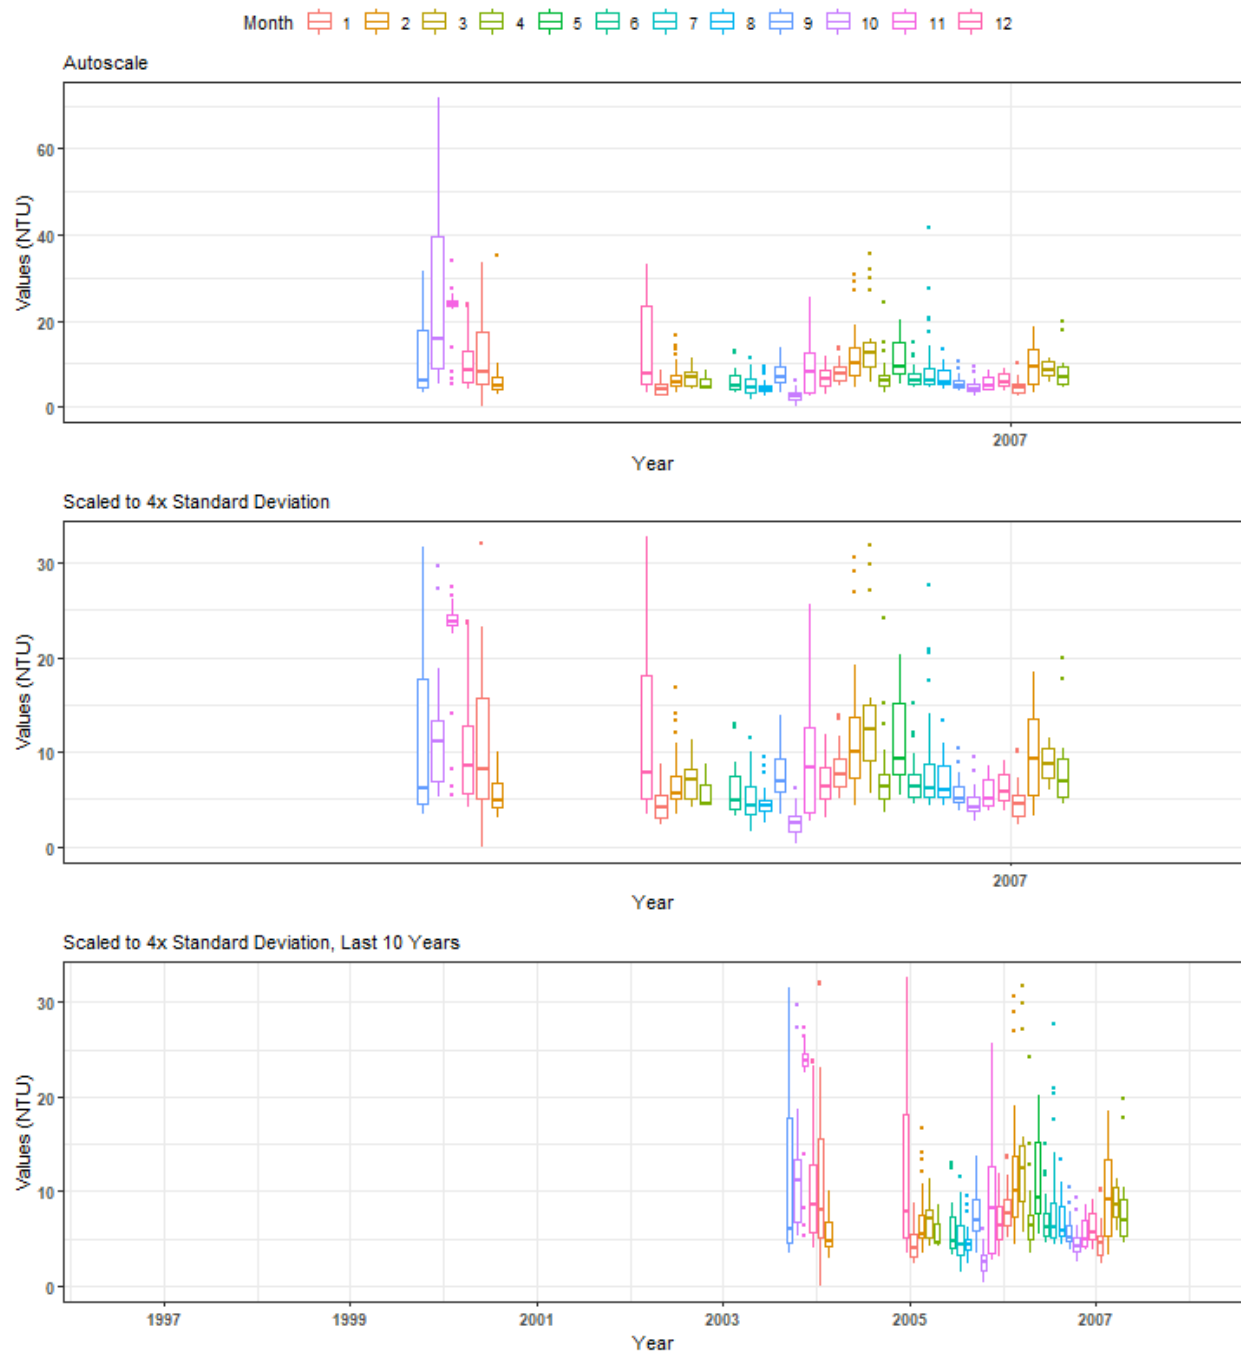 Month 1 2 3 4 5 6 7 8 9 10 11 12
Autoscale
Values (NTU)
60
40
20
0
2007
Year
Scaled to 4x Standard Deviation
Values (NTU)
30
20
10
0
2007
Year
Scaled to 4x Standard Deviation, Last 10 Years
Values (NTU)
30
20
10
0
1997 1999 2001 2003 2005 2007
Year